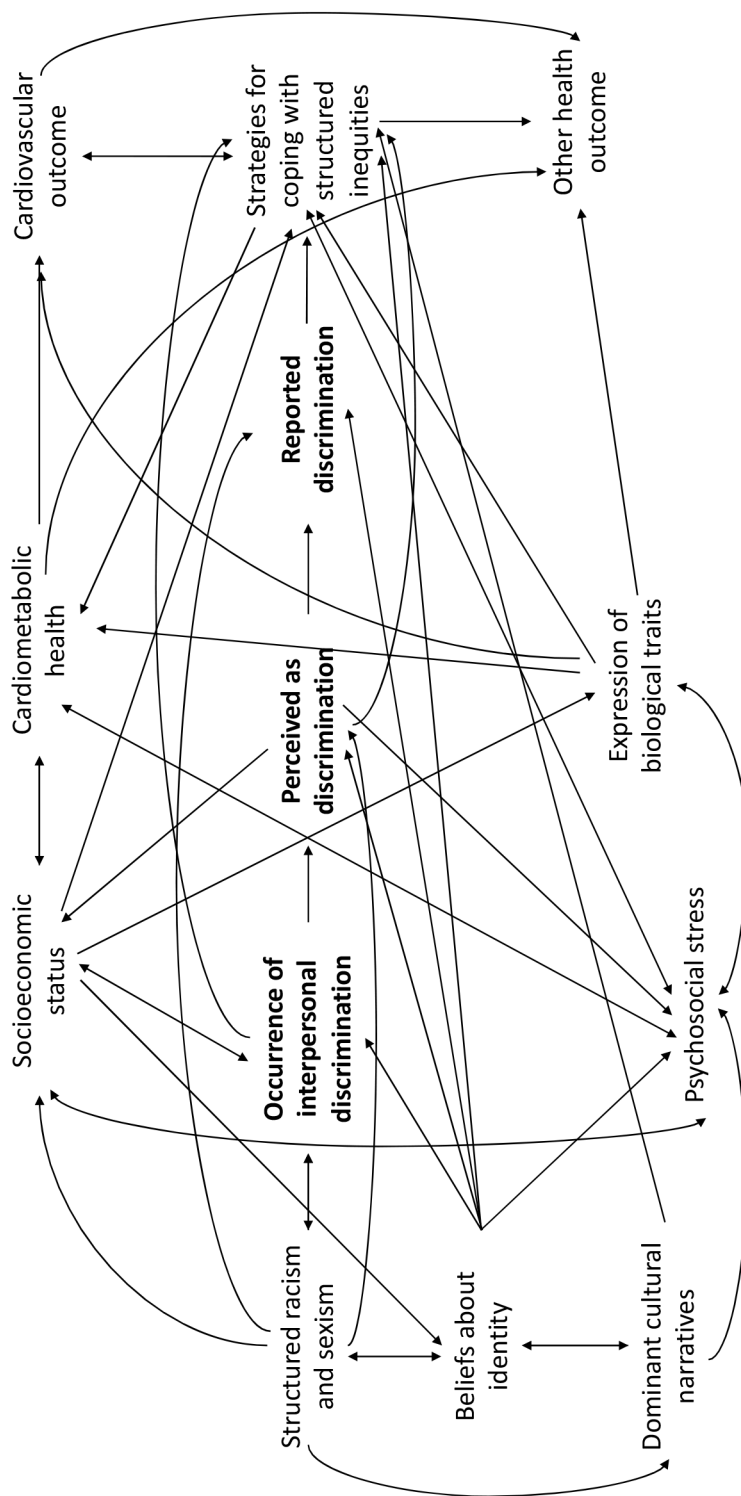 Socioeconomic
status
Cardiometabolic
health
Cardiovascular
outcome
Structured racism
and sexism
Occurrence of
interpersonal
discrimination
Perceived as
discrimination
Reported
discrimination
Strategies for
coping with
structured
inequities
Beliefs about
identity
Dominant cultural
narratives
Psychosocial stress
Expression of
biological traits
Other health
outcome